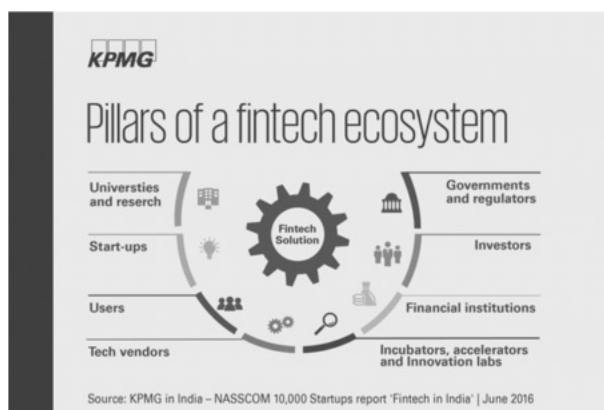 KPMG
Pillars of a fintech ecosystem
Universties
and reserch
Start-ups
Users
Tech vendors
Fintech
Solution
Governments
and regulators
Investors
Financial institutions
Incubators, accelerators
and Innovation labs
Source: KPMG in India – NASSCOM 10,000 Startups report 'Fintech in India' | June 2016